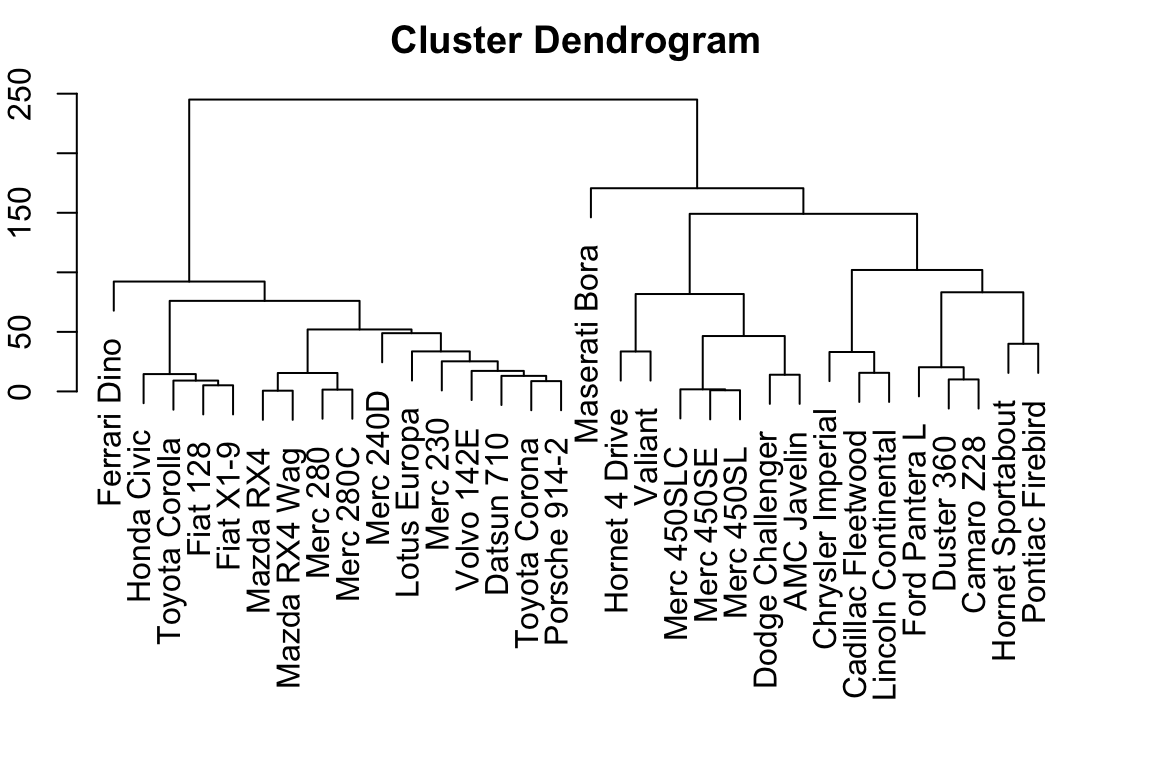 Cluster Dendrogram
250
150
50
0
Ferrari Dino
Honda Civic
Toyota Corolla
Fiat 128
Fiat X1-9
Mazda RX4
Mazda RX4 Wag
Merc 280
Merc 280C
Merc 240D
Lotus Europa
Merc 230
Volvo 142E
Datsun 710
Toyota Corona
Porsche 914-2
Maserati Bora
Hornet 4 Drive
Valiant
Merc 450SLC
Merc 450SE
Merc 450SL
Dodge Challenger
AMC Javelin
Chrysler Imperial
Cadillac Fleetwood
Lincoln Continental
Ford Pantera L
Duster 360
Camaro Z28
Hornet Sportabout
Pontiac Firebird